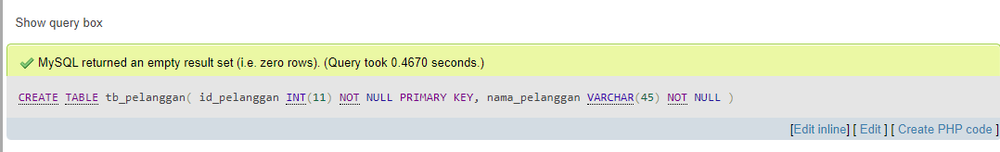 Show query box
MySQL returned an empty result set (i.e. zero rows). (Query took 0.4670 seconds.)
CREATE TABLE tb_pelanggan( id_pelanggan INT(11) NOT NULL PRIMARY KEY, nama_pelanggan VARCHAR(45) NOT NULL )
[Edit inline] [ Edit ] [ Create PHP code ]